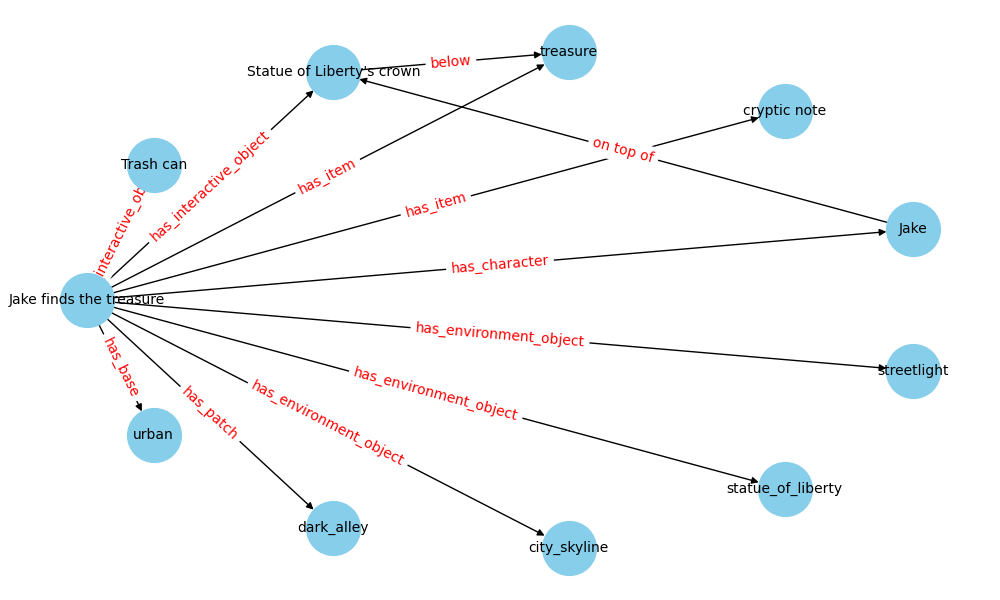 treasure
Statue of Liberty's crown
below
cryptic note
on top of
has_interactive_object
Trash can
has_item
has_item
interactive_ob
Jake
has_character
Jake finds the treasure
has_environment_object
streetlight
has_base
has_environment_object
has_patch
has_environment_object
urban
statue_of_liberty
dark_alley
city_skyline